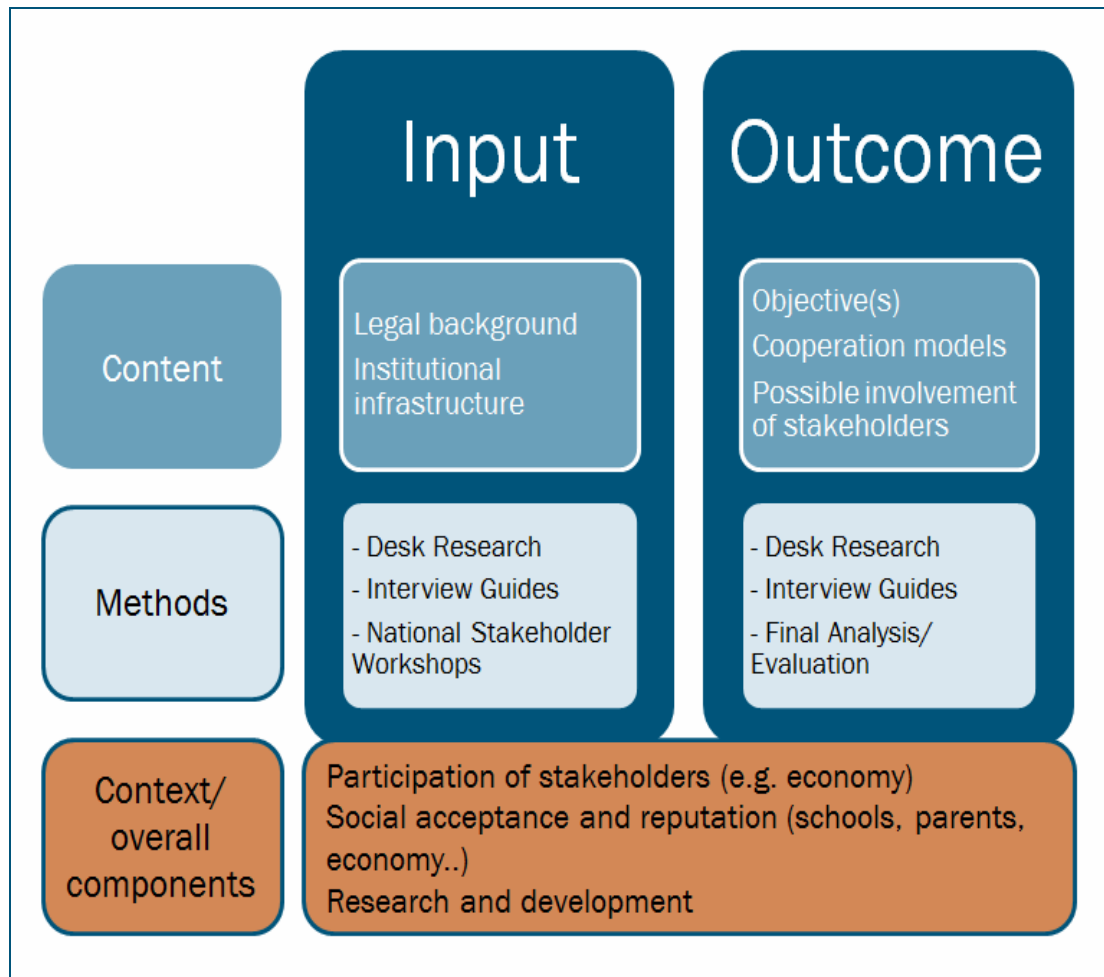 Input
Outcome
Content
Legal background
Institutional
infrastructure
Objective(s)
Cooperation models
Possible involvement
of stakeholders
Methods
- Desk Research
- Interview Guides
- National Stakeholder
Workshops
- Desk Research
- Interview Guides
- Final Analysis/
Evaluation
Context/
overall
components
Participation of stakeholders (e.g. economy)
Social acceptance and reputation (schools, parents,
economy..)
Research and development